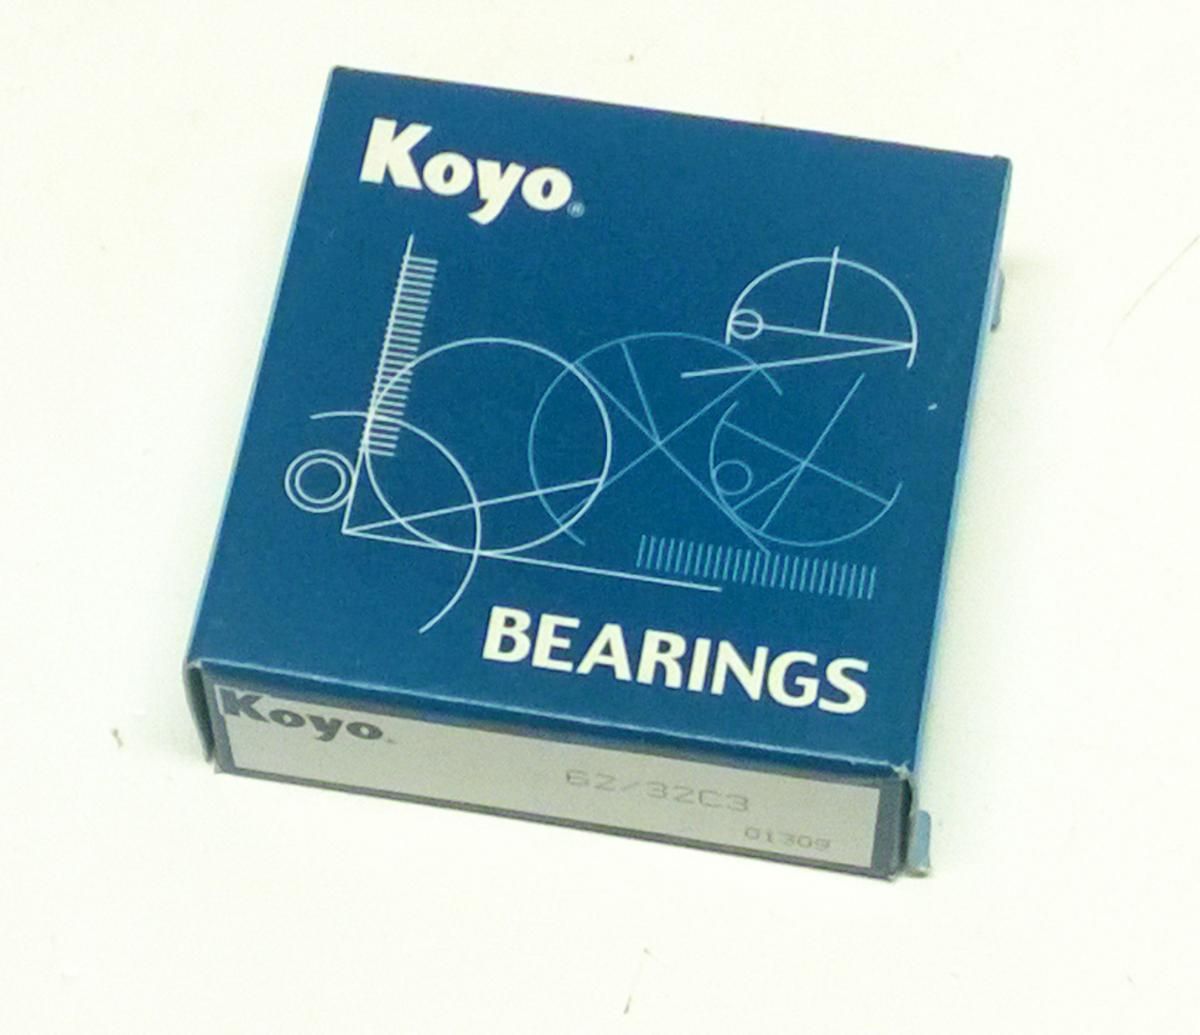 Koyo®
BEARINGS
Koyo
62/32C3
01309